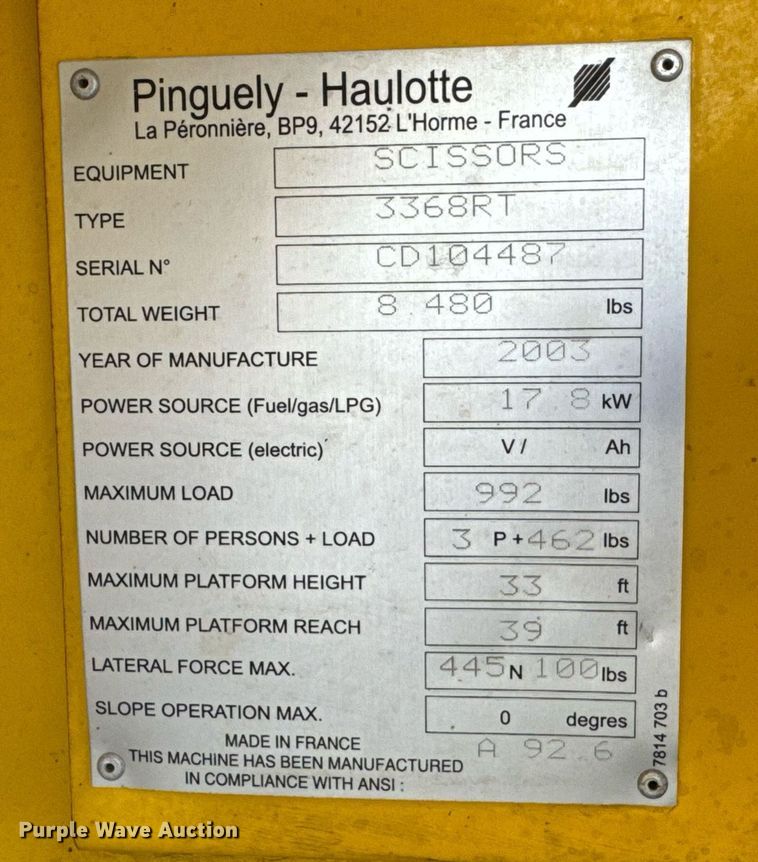 Pinguely - Haulotte
La Péronnière, BP9, 42152 L'Horme - France
EQUIPMENT SCISSORS
TYPE 3368RT
SERIAL N° CD104487
TOTAL WEIGHT 8 480 lbs
YEAR OF MANUFACTURE 2003
POWER SOURCE (Fuel/gas/LPG) 17.8 kW
POWER SOURCE (electric) V / Ah
MAXIMUM LOAD 992 lbs
NUMBER OF PERSONS + LOAD 3 P + 462 lbs
MAXIMUM PLATFORM HEIGHT 33 ft
MAXIMUM PLATFORM REACH 39 ft
LATERAL FORCE MAX. 445 N 100 lbs
SLOPE OPERATION MAX. 0 degres
MADE IN FRANCE
THIS MACHINE HAS BEEN MANUFACTURED
IN COMPLIANCE WITH ANSI : A 92.6
7814 703 b
Purple Wave Auction